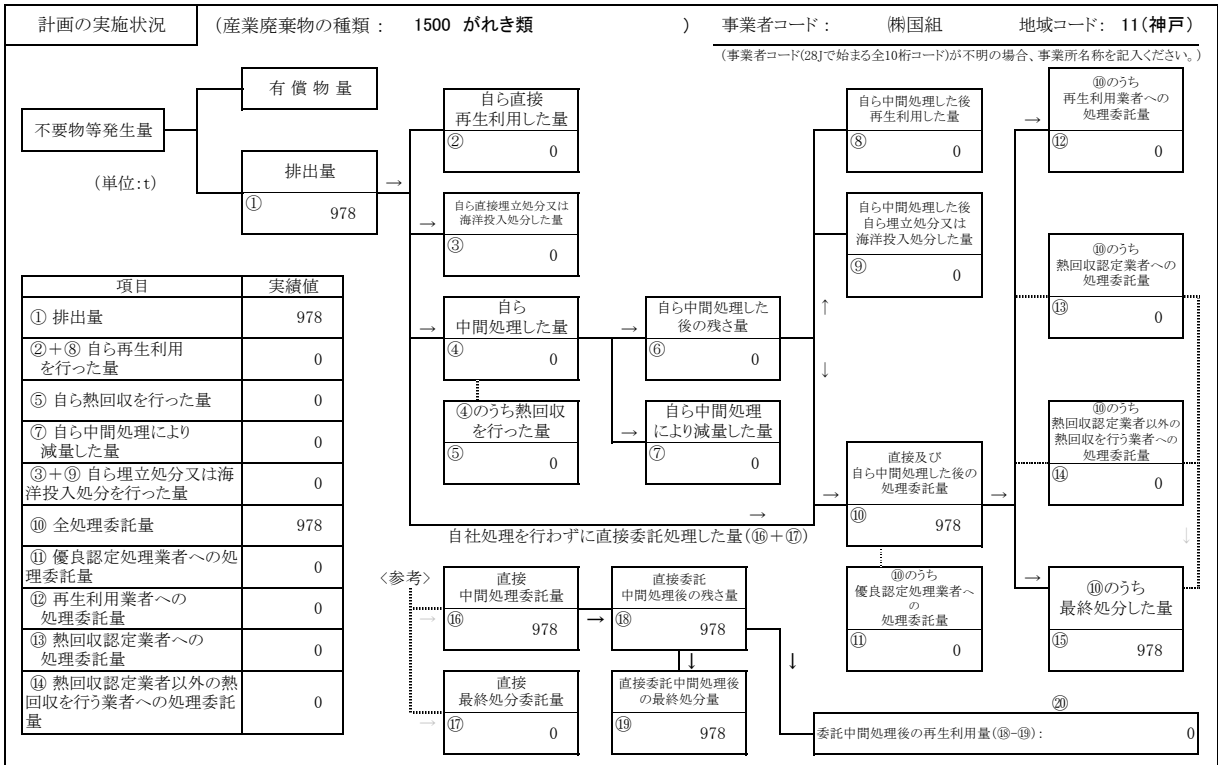 計画の実施状況 (産業廃棄物の種類： 1500 がれき類 ) 事業者コード： ㈱国組 地域コード： 11(神戸)
(事業者コード(28Jで始まる全10桁コード)が不明の場合、事業所名称を記入ください。)
不要物等発生量
(単位:t)
有償物量
排出量
①
978
→
自ら直接
再生利用した量
②
0
→
自ら直接埋立処分又は
海洋投入処分した量
③
0
→
自ら
中間処理した量
④
0
④のうち熱回収
を行った量
⑤
0
→
自ら中間処理した
後の残さ量
⑥
0
→
自ら中間処理
により減量した量
⑦
0
↑
↓
自ら中間処理した後
再生利用した量
⑧
0
自ら中間処理した後
自ら埋立処分又は
海洋投入処分した量
⑨
0
→
自社処理を行わずに直接委託処理した量(⑯＋⑰)
→
直接及び
自ら中間処理した後の
処理委託量
⑩
978
→
⑩のうち
優良認定処理業者へ
の
処理委託量
⑪
0
→
⑩のうち
再生利用業者への
処理委託量
⑫
0
⑩のうち
熱回収認定業者への
処理委託量
⑬
0
⑩のうち
熱回収認定業者以外の
熱回収を行う業者への
処理委託量
⑭
0
↓
→
⑩のうち
最終処分した量
⑮
978
項目 実績値
① 排出量 978
②＋⑧ 自ら再生利用
を行った量 0
⑤ 自ら熱回収を行った量 0
⑦ 自ら中間処理により
減量した量 0
③＋⑨ 自ら埋立処分又は海
洋投入処分を行った量 0
⑩ 全処理委託量 978
⑪ 優良認定処理業者への処
理委託量 0
⑫ 再生利用業者への
処理委託量 0
⑬ 熱回収認定業者への
処理委託量 0
⑭ 熱回収認定業者以外の熱
回収を行う業者への処理委託
量 0
〈参考〉
→
直接
中間処理委託量
⑯
978
→
直接委託
中間処理後の残さ量
⑱
978
↓
↓
→
直接
最終処分委託量
⑰
0
直接委託中間処理後
の最終処分量
⑲
978
⑳
委託中間処理後の再生利用量(⑱-⑲)： 0